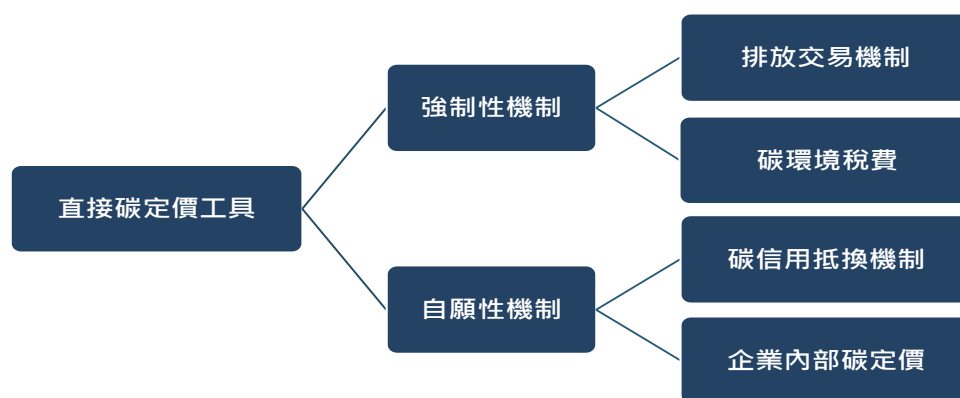 直接碳定價工具
強制性機制
排放交易機制
碳環境稅費
自願性機制
碳信用抵換機制
企業內部碳定價